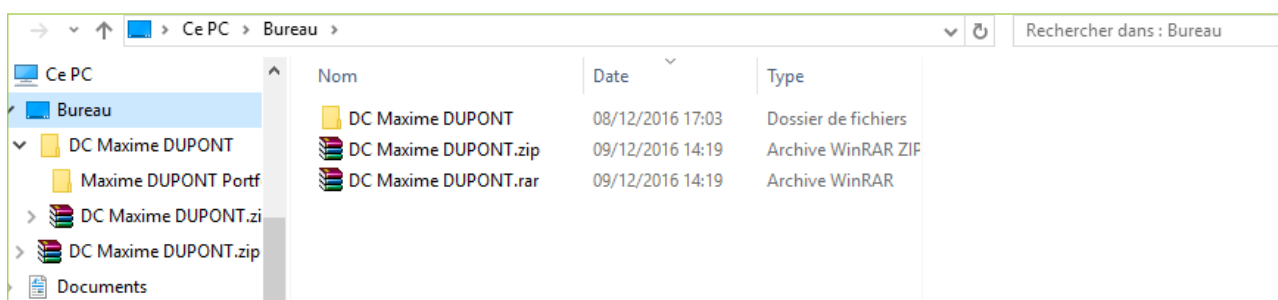 Ce PC > Bureau >
Rechercher dans : Bureau
Ce PC
Bureau
DC Maxime DUPONT
Maxime DUPONT Portf
DC Maxime DUPONT.zi
DC Maxime DUPONT.zip
Documents
Nom Date Type
DC Maxime DUPONT 08/12/2016 17:03 Dossier de fichiers
DC Maxime DUPONT.zip 09/12/2016 14:19 Archive WinRAR ZIP
DC Maxime DUPONT.rar 09/12/2016 14:19 Archive WinRAR